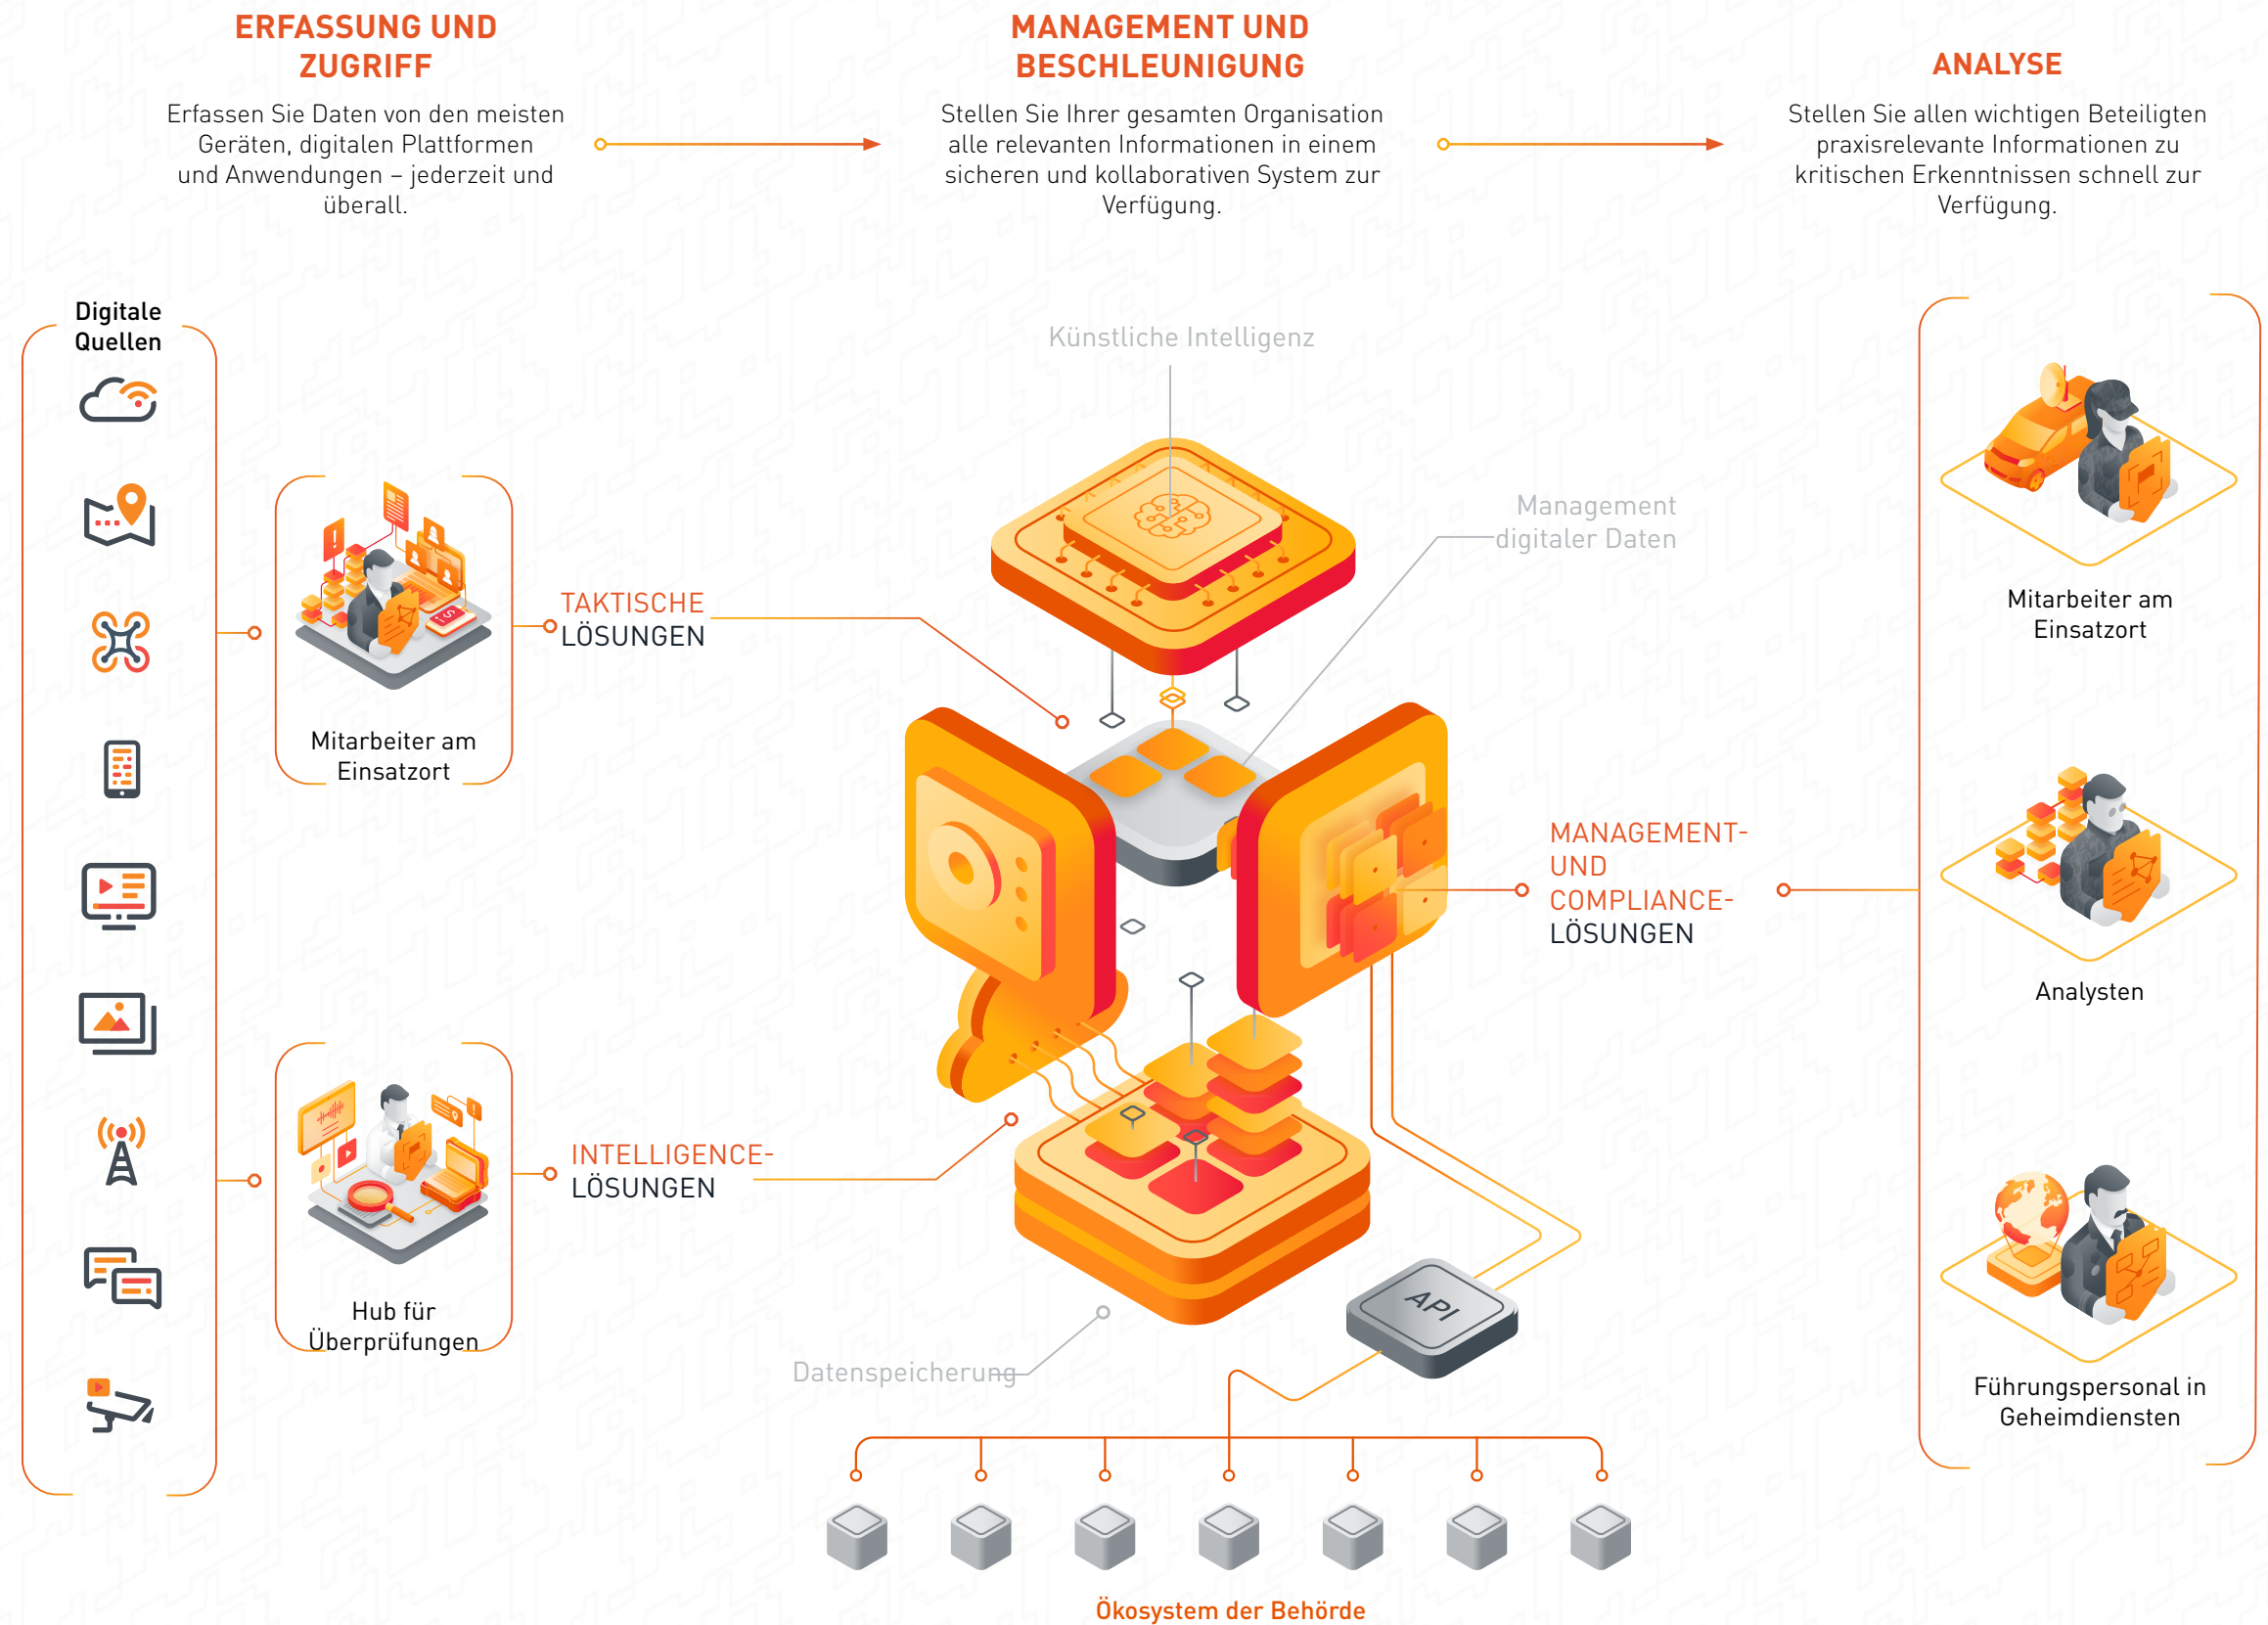 ERFASSUNG UND
ZUGRIFF
Erfassen Sie Daten von den meisten
Geräten, digitalen Plattformen
und Anwendungen – jederzeit und
überall.
MANAGEMENT UND
BESCHLEUNIGUNG
Stellen Sie Ihrer gesamten Organisation
alle relevanten Informationen in einem
sicheren und kollaborativen System zur
Verfügung.
ANALYSE
Stellen Sie allen wichtigen Beteiligten
praxisrelevante Informationen zu
kritischen Erkenntnissen schnell zur
Verfügung.
Digitale
Quellen
Mitarbeiter am
Einsatzort
TAKTISCHE
LÖSUNGEN
Hub für
Überprüfungen
INTELLIGENCE-
LÖSUNGEN
Künstliche Intelligenz
Management
digitaler Daten
MANAGEMENT-
UND
COMPLIANCE-
LÖSUNGEN
Datenspeicherung
API
Ökosystem der Behörde
Mitarbeiter am
Einsatzort
Analysten
Führungspersonal in
Geheimdiensten